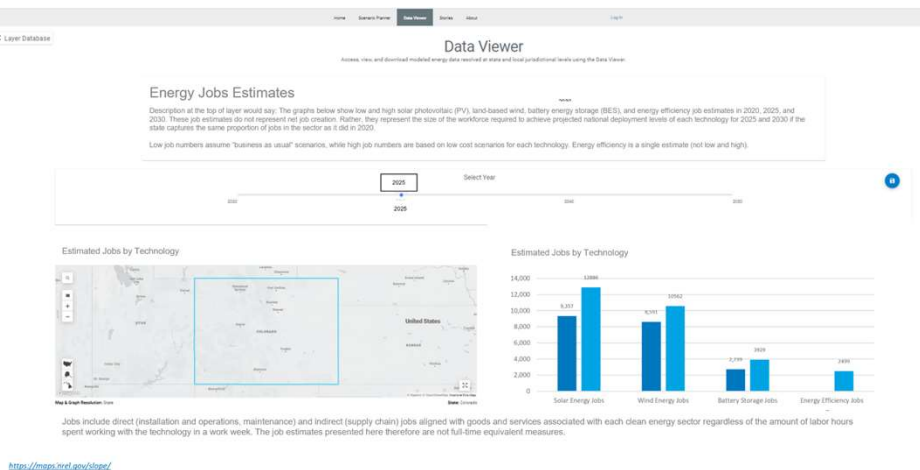 Home Scenario Planner Data Viewer Stories About Log In
Layer Database
Data Viewer
Access, view, and download modeled energy data resolved at state and local jurisdictional levels using the Data Viewer.
Energy Jobs Estimates
Description at the top of layer would say: The graphs below show low and high solar photovoltaic (PV), land-based wind, battery energy storage (BES), and energy efficiency job estimates in 2020, 2025, and
2030. These job estimates do not represent net job creation. Rather, they represent the size of the workforce required to achieve projected national deployment levels of each technology for 2025 and 2030 if the
state captures the same proportion of jobs in the sector as it did in 2020.
Low job numbers assume "business as usual" scenarios, while high job numbers are based on low cost scenarios for each technology. Energy efficiency is a single estimate (not low and high).
Select Year
2025
2025
Estimated Jobs by Technology
Estimated Jobs by Technology
United States
COLORADO
14,000
12,000
10,000
8,000
6,000
4,000
2,000
0
12886
10562
Solar Energy Jobs Wind Energy Jobs Battery Storage Jobs Energy Efficiency Jobs
Map & Graph Resolution: State
State: Colorado
Jobs include direct (installation and operations, maintenance) and indirect (supply chain) jobs aligned with goods and services associated with each clean energy sector regardless of the amount of labor hours
spent working with the technology in a work week. The job estimates presented here therefore are not full-time equivalent measures.
https://maps.nrel.gov/slope/